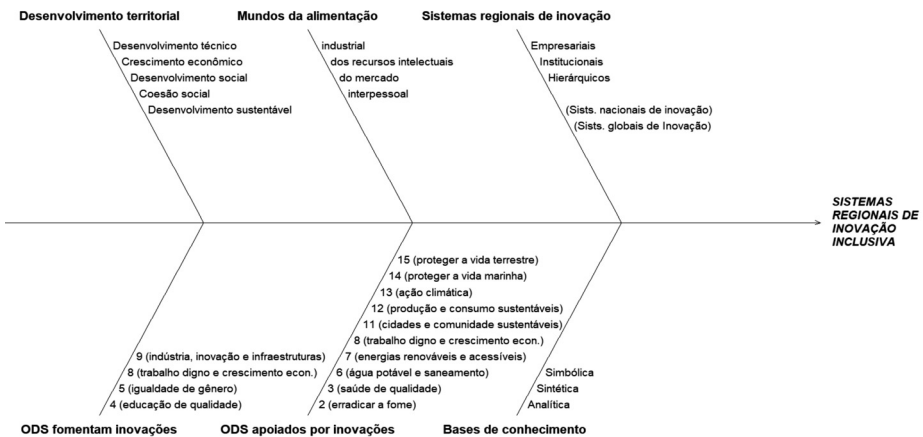 Desenvolvimento territorial
Desenvolvimento técnico
Crescimento econômico
Desenvolvimento social
Coesão social
Desenvolvimento sustentável
Mundos da alimentação
industrial
dos recursos intelectuais
do mercado
interpessoal
Sistemas regionais de inovação
Empresariais
Institucionais
Hierárquicos
(Sists. nacionais de inovação)
(Sists. globais de Inovação)
SISTEMAS
REGIONAIS DE
INOVAÇÃO
INCLUSIVA
9 (indústria, inovação e infraestruturas)
8 (trabalho digno e crescimento econ.)
5 (igualdade de gênero)
4 (educação de qualidade)
ODS fomentam inovações
15 (proteger a vida terrestre)
14 (proteger a vida marinha)
13 (ação climática)
12 (produção e consumo sustentáveis)
11 (cidades e comunidade sustentáveis)
8 (trabalho digno e crescimento econ.)
7 (energias renováveis e acessíveis)
6 (água potável e saneamento)
3 (saúde de qualidade)
2 (erradicar a fome)
ODS apoiados por inovações
Simbólica
Sintética
Analítica
Bases de conhecimento